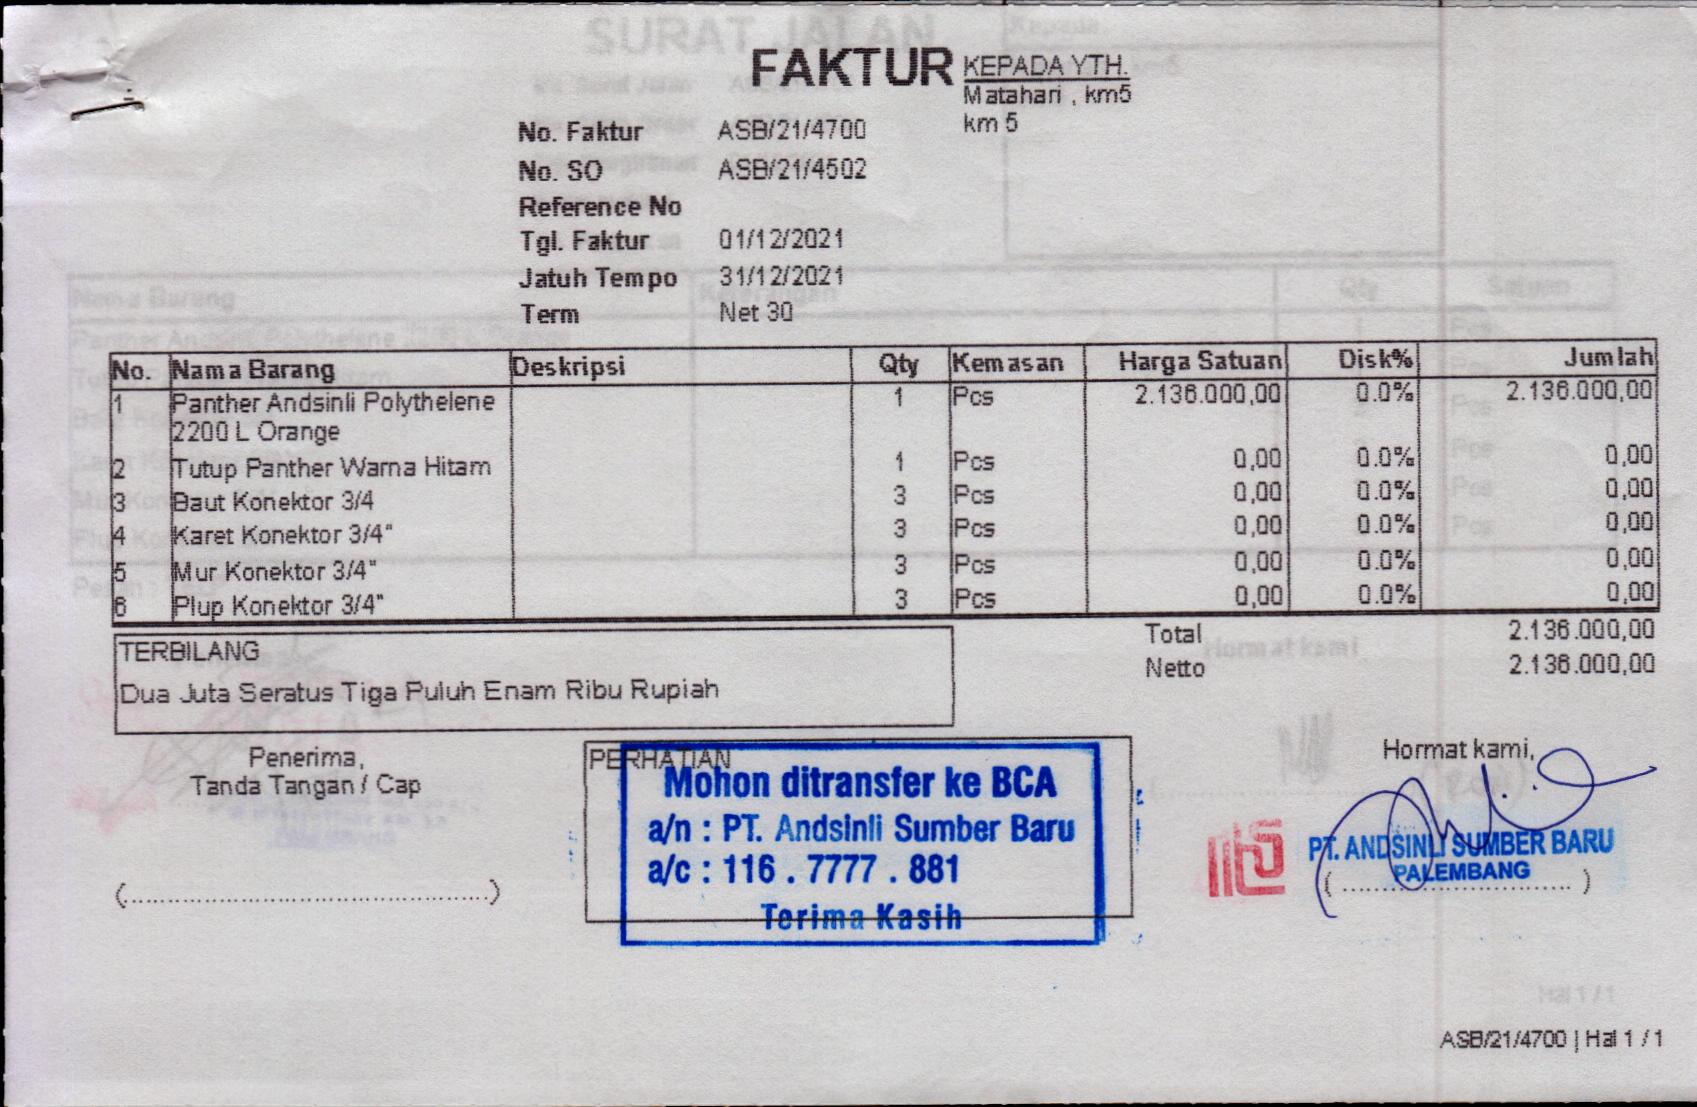 FAKTUR
KEPADA YTH.
Matahari , km5
km 5
No. Faktur ASB/21/4700
No. SO ASB/21/4502
Reference No
Tgl. Faktur 01/12/2021
Jatuh Tempo 31/12/2021
Term Net 30
No. Nama Barang Deskripsi Qty Kemasan Harga Satuan Disk% Jumlah
1 Panther Andsinli Polythelene 1 Pcs 2.136.000,00 0.0% 2.136.000,00
2200 L Orange
2 Tutup Panther Warna Hitam 1 Pcs 0,00 0.0% 0,00
3 Baut Konektor 3/4 3 Pcs 0,00 0.0% 0,00
4 Karet Konektor 3/4" 3 Pcs 0,00 0.0% 0,00
5 Mur Konektor 3/4" 3 Pcs 0,00 0.0% 0,00
6 Plup Konektor 3/4" 3 Pcs 0,00 0.0% 0,00
Total 2.136.000,00
Netto 2.136.000,00
TERBILANG
Dua Juta Seratus Tiga Puluh Enam Ribu Rupiah
Penerima,
Tanda Tangan / Cap
(..............................................)
PERHATIAN
Mohon ditransfer ke BCA
a/n : PT. Andsinli Sumber Baru
a/c : 116 . 7777 . 881
Terima Kasih
Hormat kami,
PT. ANDSINLI SUMBER BARU
PALEMBANG
( ............................. )
ASB/21/4700 | Hal 1 / 1